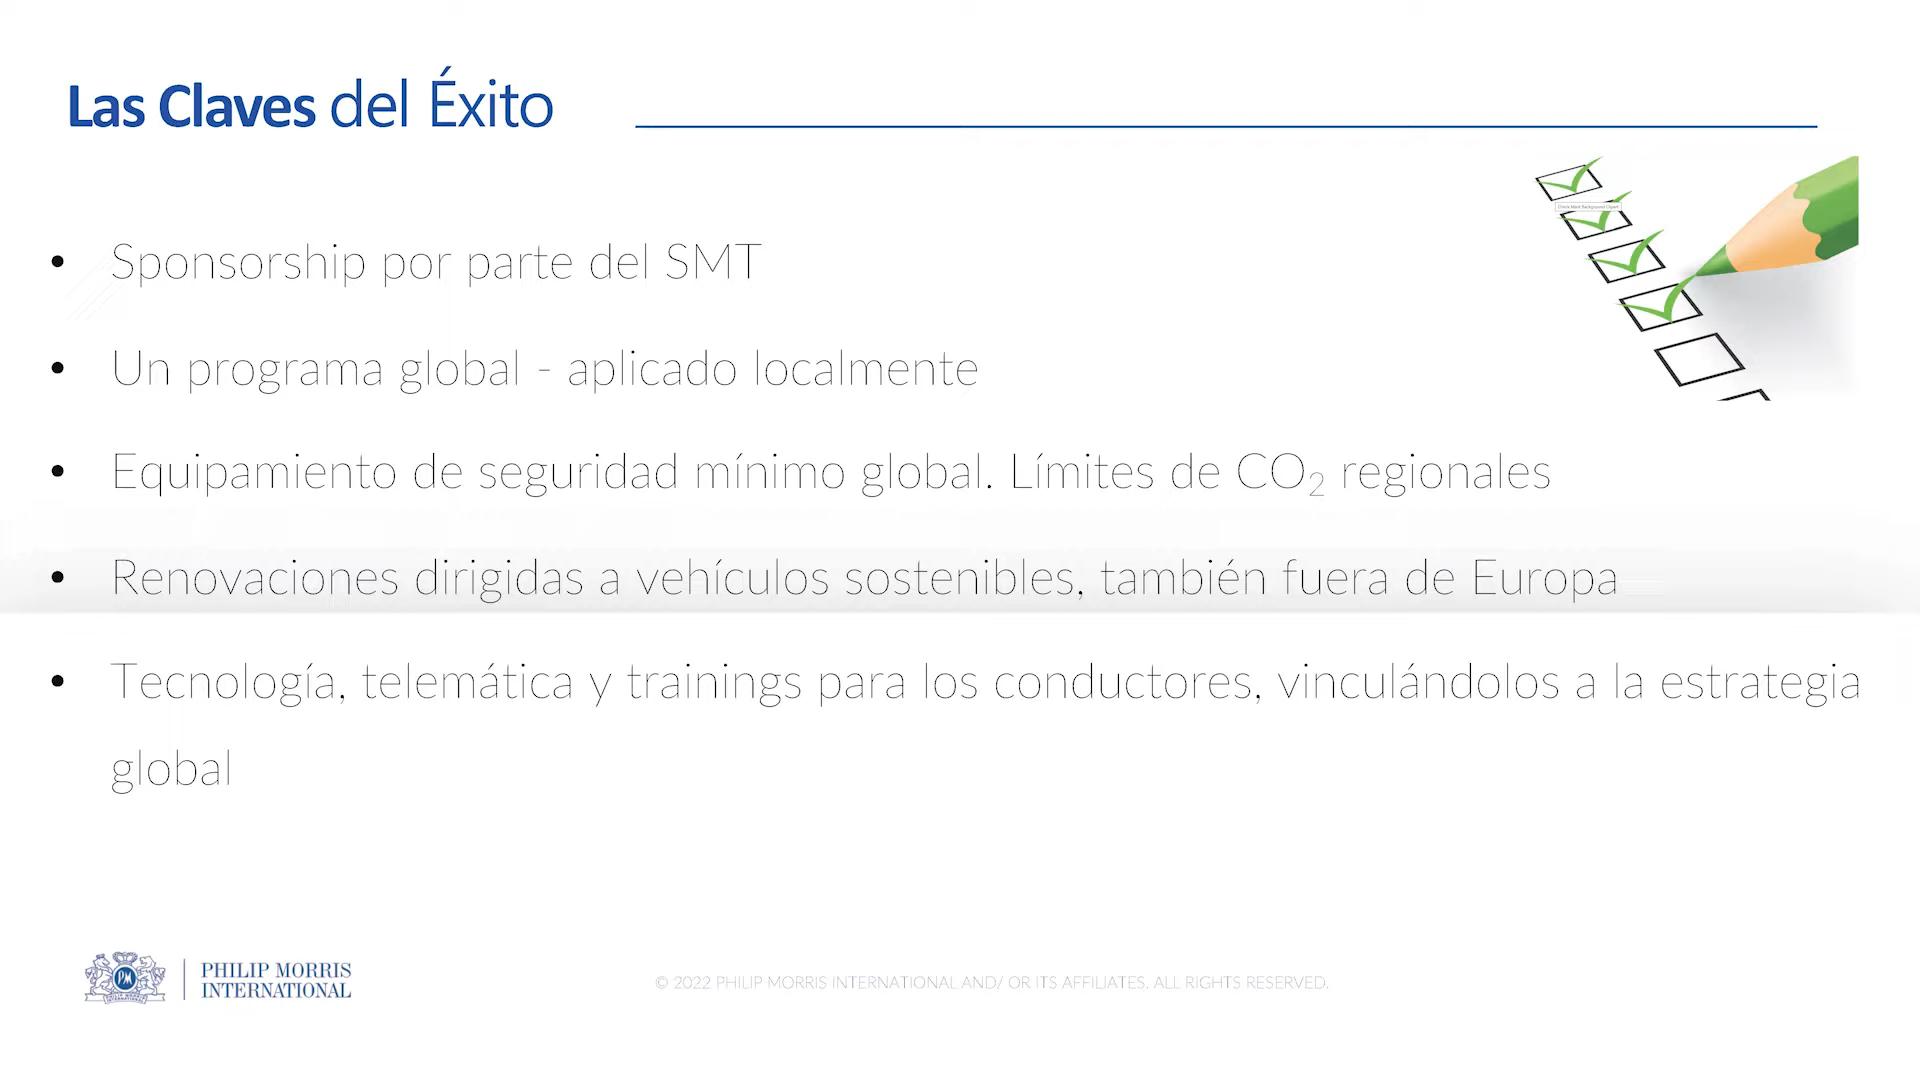 Las Claves del Éxito
• Sponsorship por parte del SMT
• Un programa global - aplicado localmente
• Equipamiento de seguridad mínimo global. Límites de CO₂ regionales
• Renovaciones dirigidas a vehículos sostenibles, también fuera de Europa
• Tecnología, telemática y trainings para los conductores, vinculándolos a la estrategia
global
PM
PHILIP MORRIS
INTERNATIONAL
© 2022 PHILIP MORRIS INTERNATIONAL AND/ OR ITS AFFILIATES. ALL RIGHTS RESERVED.